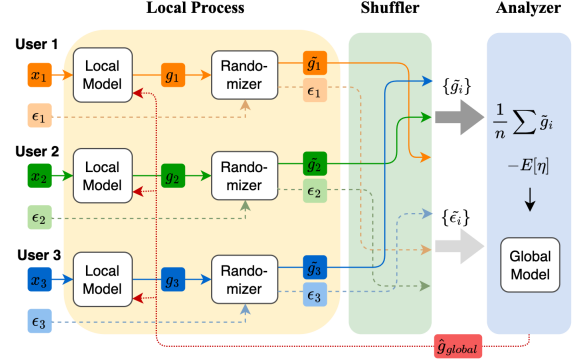 Local Process
Shuffler
Analyzer
User 1
x₁
Local
Model
g₁
Rando-
mizer
g̃₁
ϵ₁
ϵ₁
{g̃ᵢ}
1/n ∑ g̃ᵢ
−E[η]
User 2
x₂
Local
Model
g₂
Rando-
mizer
g̃₂
ϵ₂
ϵ₂
{ϵ̃ᵢ}
Global
Model
User 3
x₃
Local
Model
g₃
Rando-
mizer
g̃₃
ϵ₃
ϵ₃
ĝ_global